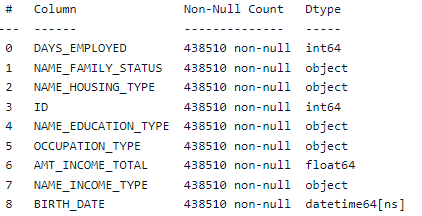 #   Column               Non-Null Count   Dtype
---  ------               --------------   -----
 0   DAYS_EMPLOYED        438510 non-null  int64
 1   NAME_FAMILY_STATUS   438510 non-null  object
 2   NAME_HOUSING_TYPE    438510 non-null  object
 3   ID                   438510 non-null  int64
 4   NAME_EDUCATION_TYPE  438510 non-null  object
 5   OCCUPATION_TYPE      438510 non-null  object
 6   AMT_INCOME_TOTAL     438510 non-null  float64
 7   NAME_INCOME_TYPE     438510 non-null  object
 8   BIRTH_DATE           438510 non-null  datetime64[ns]